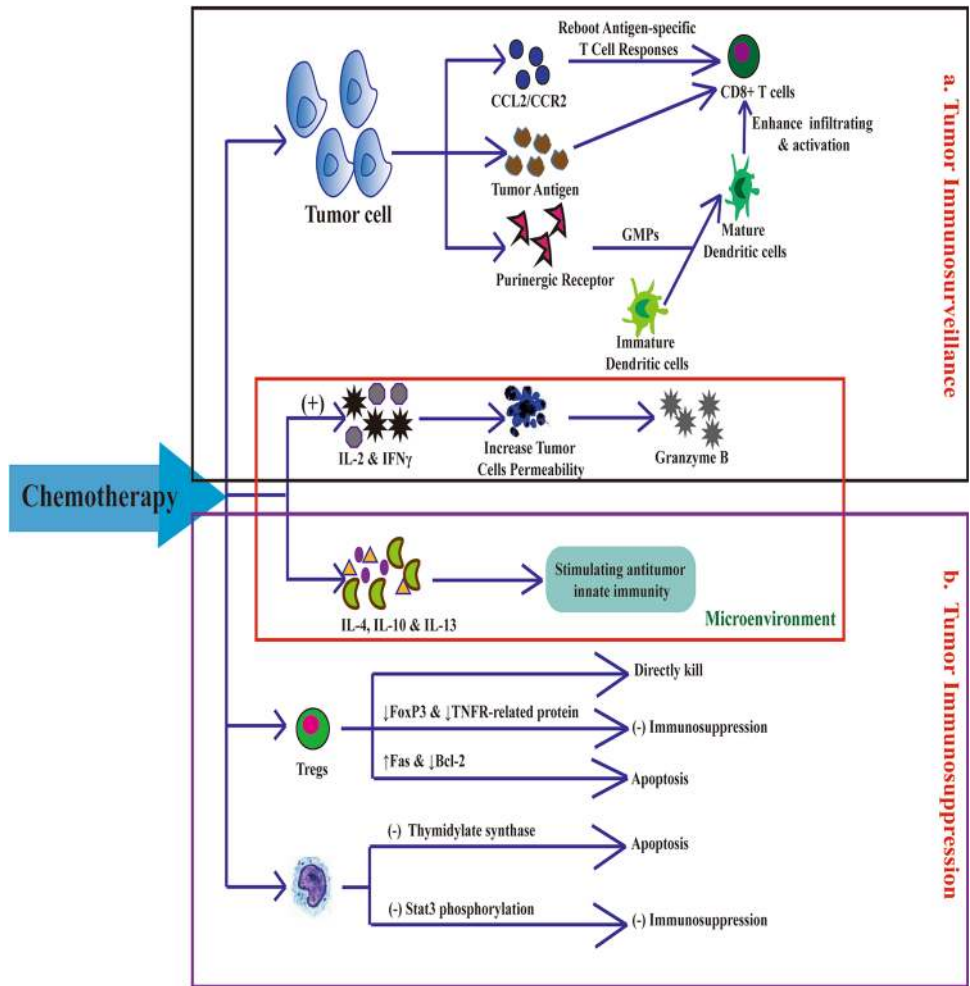 Chemotherapy
a. Tumor Immunosurveillance
Tumor cell
CCL2/CCR2
Reboot Antigen-specific
T Cell Responses
CD8+ T cells
Enhance infiltrating
& activation
Tumor Antigen
Purinergic Receptor
GMPs
Mature
Dendritic cells
Immature
Dendritic cells
(+)
IL-2 & IFNγ
Increase Tumor
Cells Permeability
Granzyme B
IL-4, IL-10 & IL-13
Stimulating antitumor
innate immunity
Microenvironment
b. Tumor Immunosuppression
Tregs
Directly kill
↓FoxP3 & ↓TNFR-related protein
(-) Immunosuppression
↑Fas & ↓Bcl-2
Apoptosis
(-) Thymidylate synthase
Apoptosis
(-) Stat3 phosphorylation
(-) Immunosuppression